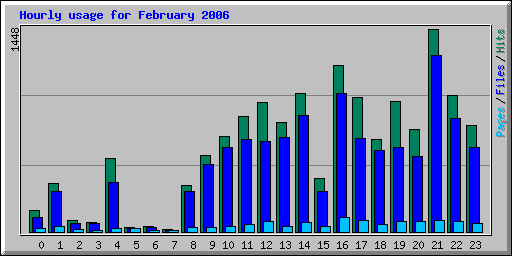 Hourly usage for February 2006
1448
Pages/Files/Hits
0 1 2 3 4 5 6 7 8 9 10 11 12 13 14 15 16 17 18 19 20 21 22 23